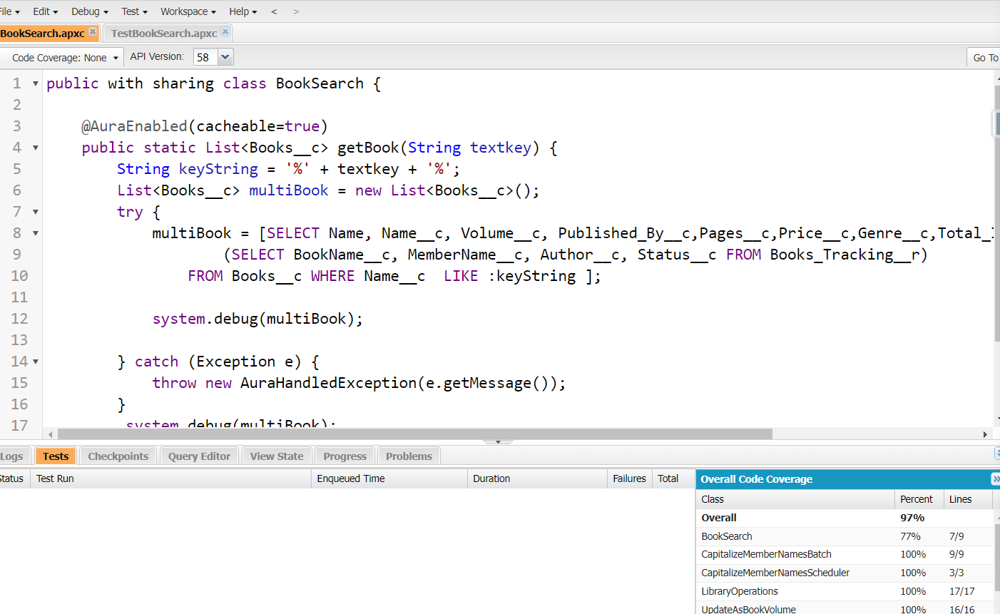 File Edit Debug Test Workspace Help < >
BookSearch.apxc TestBookSearch.apxc
Code Coverage: None API Version: 58 Go To
1 public with sharing class BookSearch {
2
3 @AuraEnabled(cacheable=true)
4 public static List<Books__c> getBook(String textkey) {
5 String keyString = '%' + textkey + '%';
6 List<Books__c> multiBook = new List<Books__c>();
7 try {
8 multiBook = [SELECT Name, Name__c, Volume__c, Published_By__c,Pages__c,Price__c,Genre__c,Total_
9 (SELECT BookName__c, MemberName__c, Author__c, Status__c FROM Books_Tracking__r)
10 FROM Books__c WHERE Name__c LIKE :keyString ];
11
12 system.debug(multiBook);
13
14 } catch (Exception e) {
15 throw new AuraHandledException(e.getMessage());
16 }
17 system.debug(multiBook);
Logs Tests Checkpoints Query Editor View State Progress Problems
Status Test Run Enqueued Time Duration Failures Total
Overall Code Coverage
Class Percent Lines
Overall 97%
BookSearch 77% 7/9
CapitalizeMemberNamesBatch 100% 9/9
CapitalizeMemberNamesScheduler 100% 3/3
LibraryOperations 100% 17/17
UpdateAsBookVolume 100% 16/16